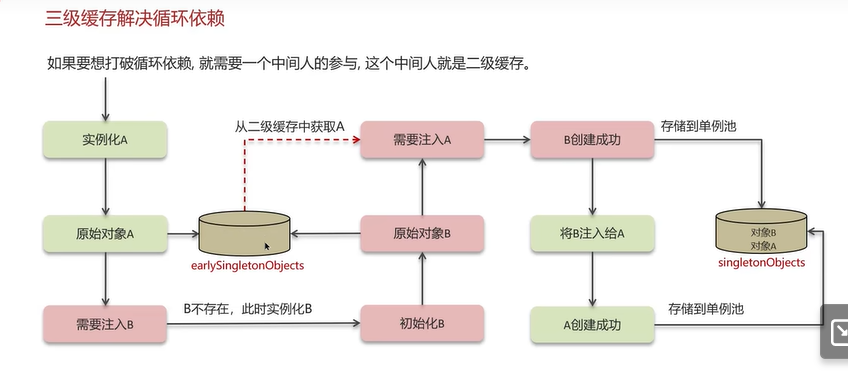 三级缓存解决循环依赖
如果要想打破循环依赖, 就需要一个中间人的参与, 这个中间人就是二级缓存。
实例化A
从二级缓存中获取A
需要注入A
B创建成功
存储到单例池
原始对象A
earlySingletonObjects
原始对象B
将B注入给A
对象B
对象A
singletonObjects
需要注入B
B不存在，此时实例化B
初始化B
A创建成功
存储到单例池